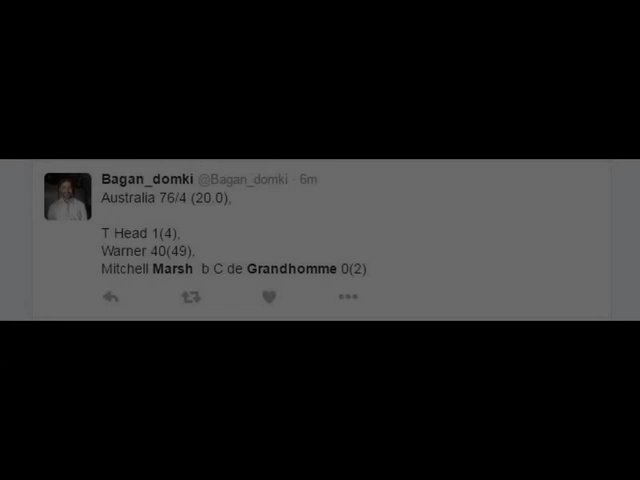 Bagan_domki @Bagan_domki · 6m
Australia 76/4 (20.0),
T Head 1(4),
Warner 40(49),
Mitchell Marsh b C de Grandhomme 0(2)